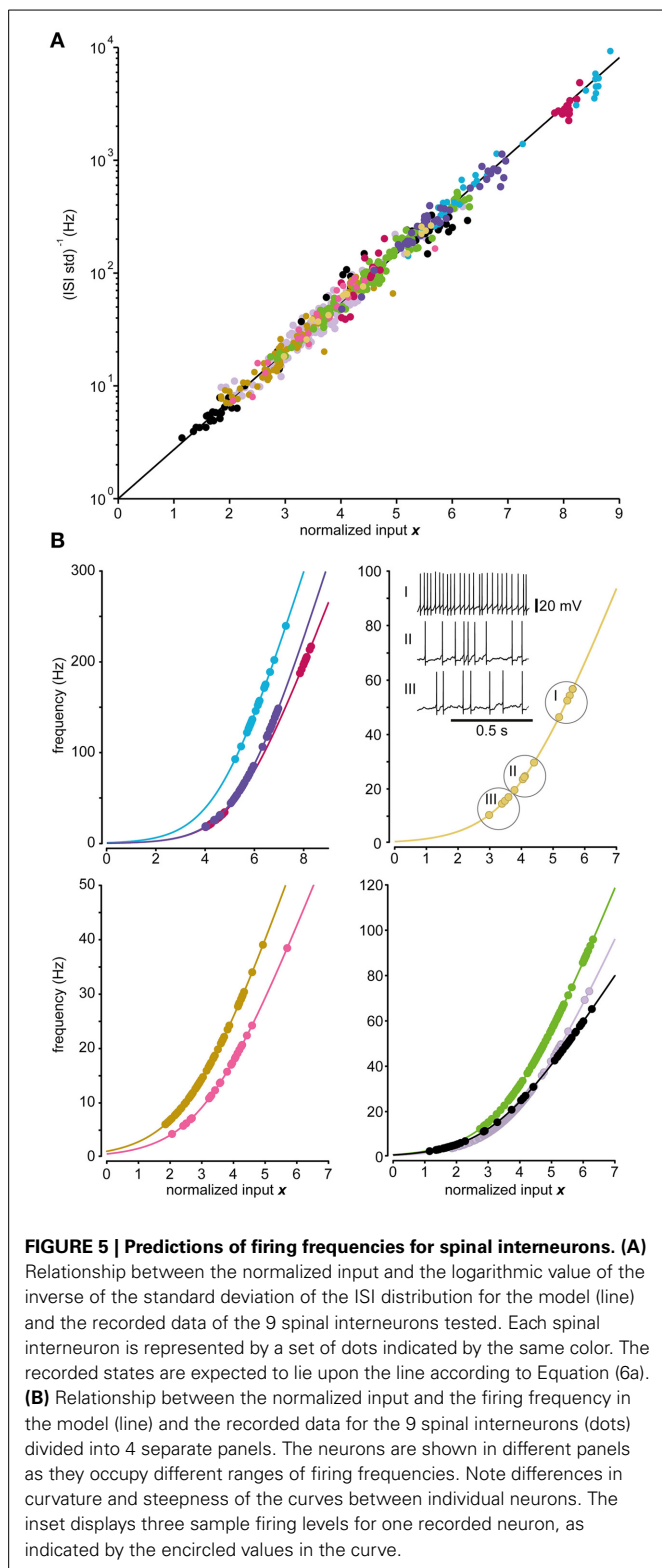 A
10^4
10^3
10^2
10^1
10^0
(ISI std)^-1 (Hz)
0 1 2 3 4 5 6 7 8 9
normalized input x
B
300
200
100
0
frequency (Hz)
0 2 4 6 8
100
80
60
40
20
0
I
II
III
20 mV
0.5 s
I
II
III
0 1 2 3 4 5 6 7
50
40
30
20
10
0
frequency (Hz)
0 1 2 3 4 5 6 7
normalized input x
120
100
80
60
40
20
0
0 1 2 3 4 5 6 7
normalized input x
FIGURE 5 | Predictions of firing frequencies for spinal interneurons. (A)
Relationship between the normalized input and the logarithmic value of the
inverse of the standard deviation of the ISI distribution for the model (line)
and the recorded data of the 9 spinal interneurons tested. Each spinal
interneuron is represented by a set of dots indicated by the same color. The
recorded states are expected to lie upon the line according to Equation (6a).
(B) Relationship between the normalized input and the firing frequency in
the model (line) and the recorded data for the 9 spinal interneurons (dots)
divided into 4 separate panels. The neurons are shown in different panels
as they occupy different ranges of firing frequencies. Note differences in
curvature and steepness of the curves between individual neurons. The
inset displays three sample firing levels for one recorded neuron, as
indicated by the encircled values in the curve.